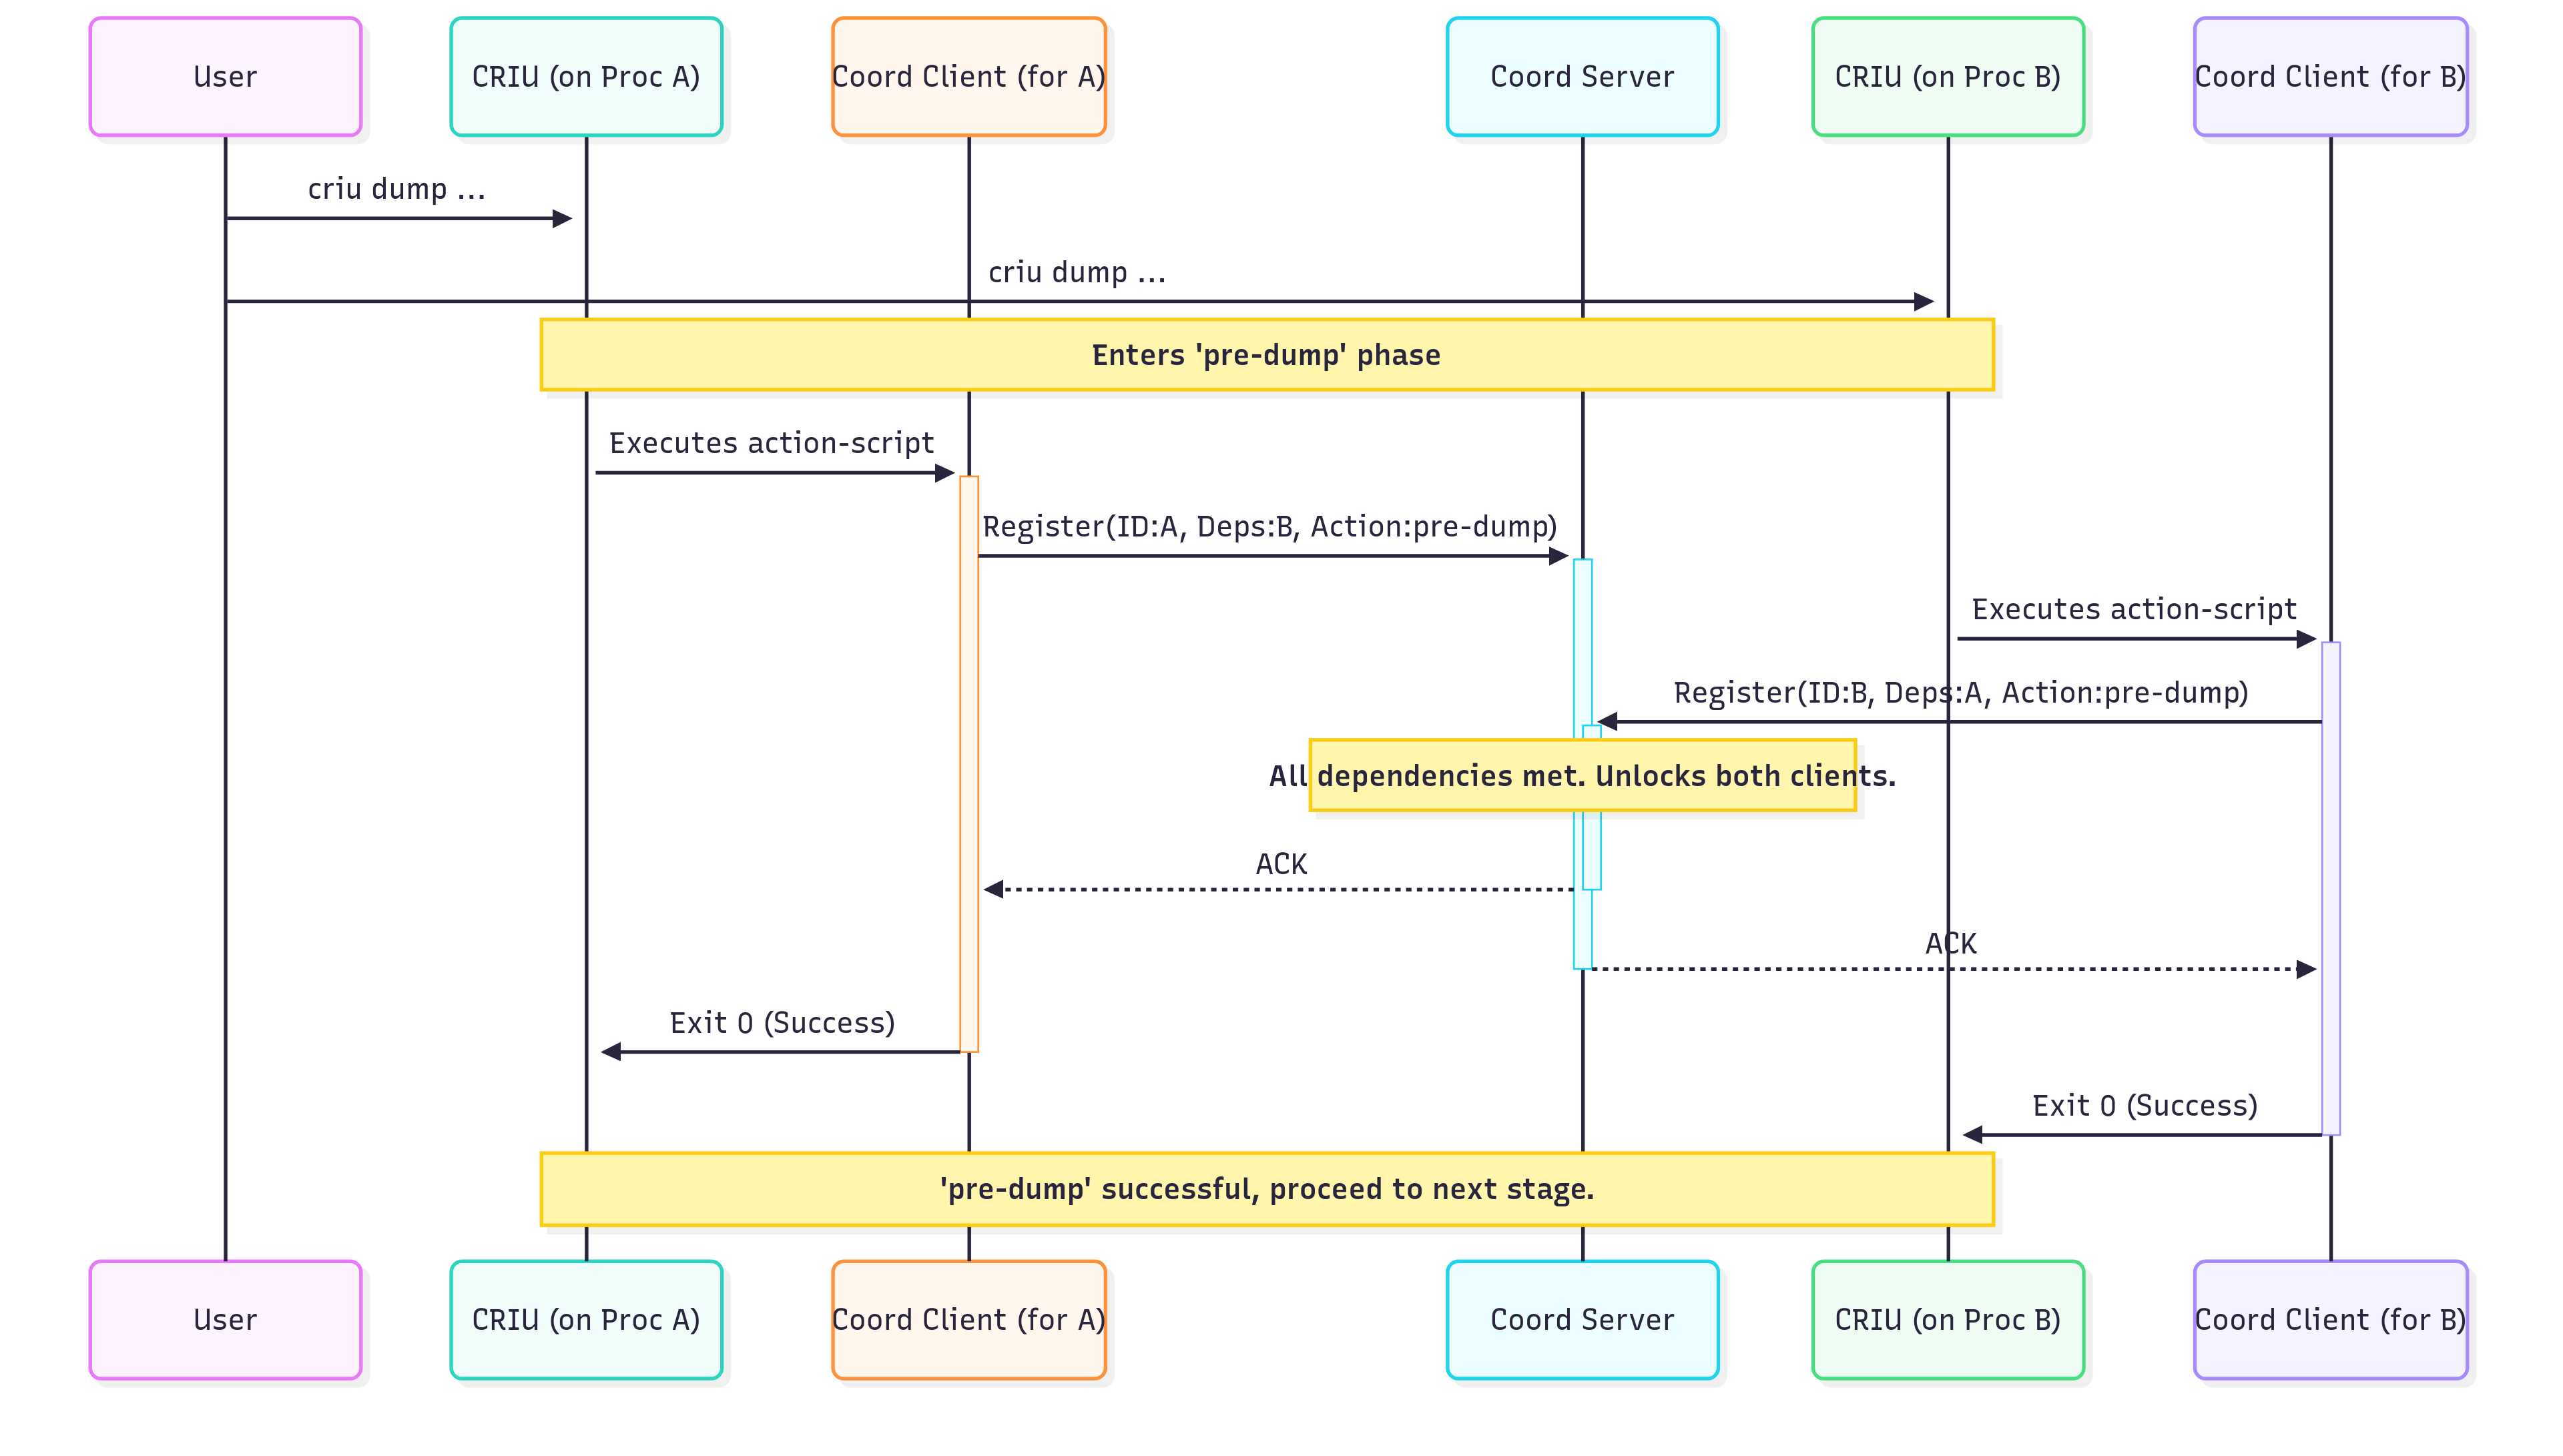 User
CRIU (on Proc A)
Coord Client (for A)
Coord Server
CRIU (on Proc B)
Coord Client (for B)
criu dump ...
criu dump ...
Enters 'pre-dump' phase
Executes action-script
Register(ID:A, Deps:B, Action:pre-dump)
Executes action-script
Register(ID:B, Deps:A, Action:pre-dump)
All dependencies met. Unlocks both clients.
ACK
ACK
Exit 0 (Success)
Exit 0 (Success)
'pre-dump' successful, proceed to next stage.
User
CRIU (on Proc A)
Coord Client (for A)
Coord Server
CRIU (on Proc B)
Coord Client (for B)